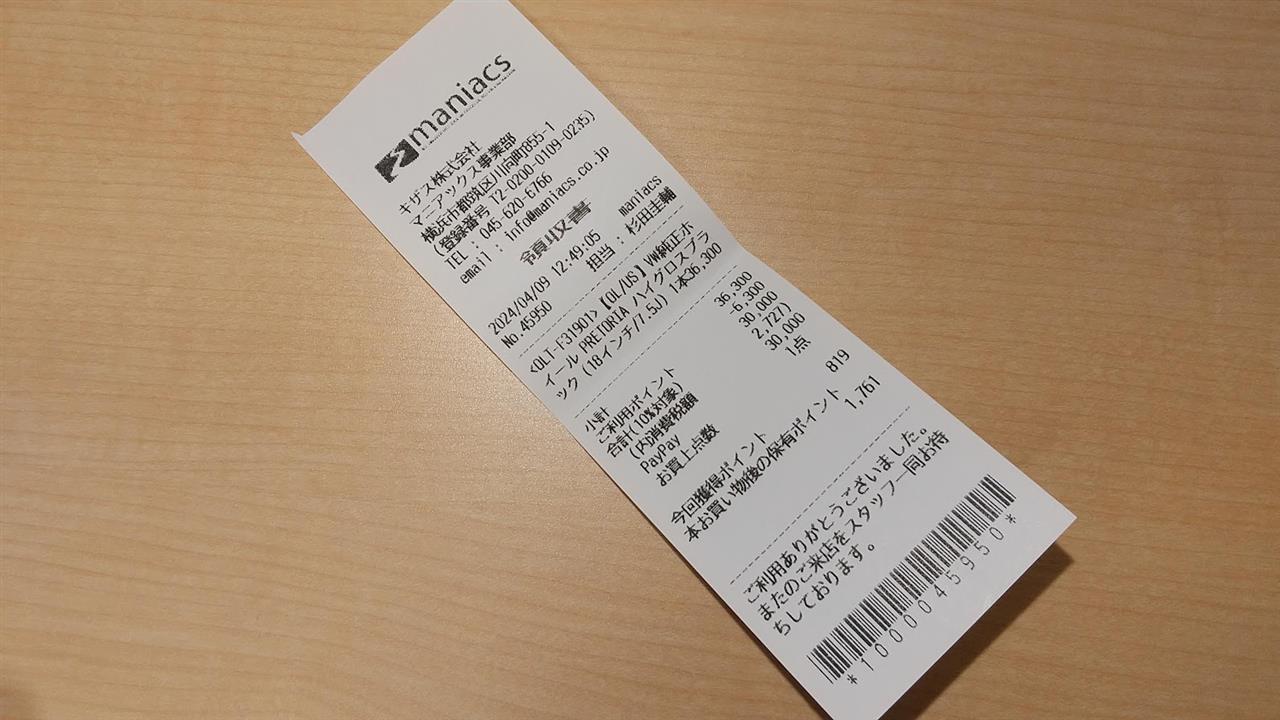 maniacs
キザス株式会社
マニアックス事業部
横浜市都筑区川向町855-1
(登録番号 T2-0200-0109-0235)
TEL : 045-620-6766
email : info@maniacs.co.jp
領収書
2024/04/09 12:49:05 maniacs
No.45950 担当 : 杉田圭輔
<OLT-F31901>【OL/US】VW純正ホ
イール PRETORIA ハイグロスブラ
ック (18インチ/7.5J) 1本36,300
小計 36,300
ご利用ポイント -6,300
合計(10%対象) 30,000
(内消費税額 2,727)
PayPay 30,000
お買上点数 1点
今回獲得ポイント 819
本お買い物後の保有ポイント 1,761
ご利用ありがとうございました。
またのご来店をスタッフ一同お待
ちしております。
*1000045950*